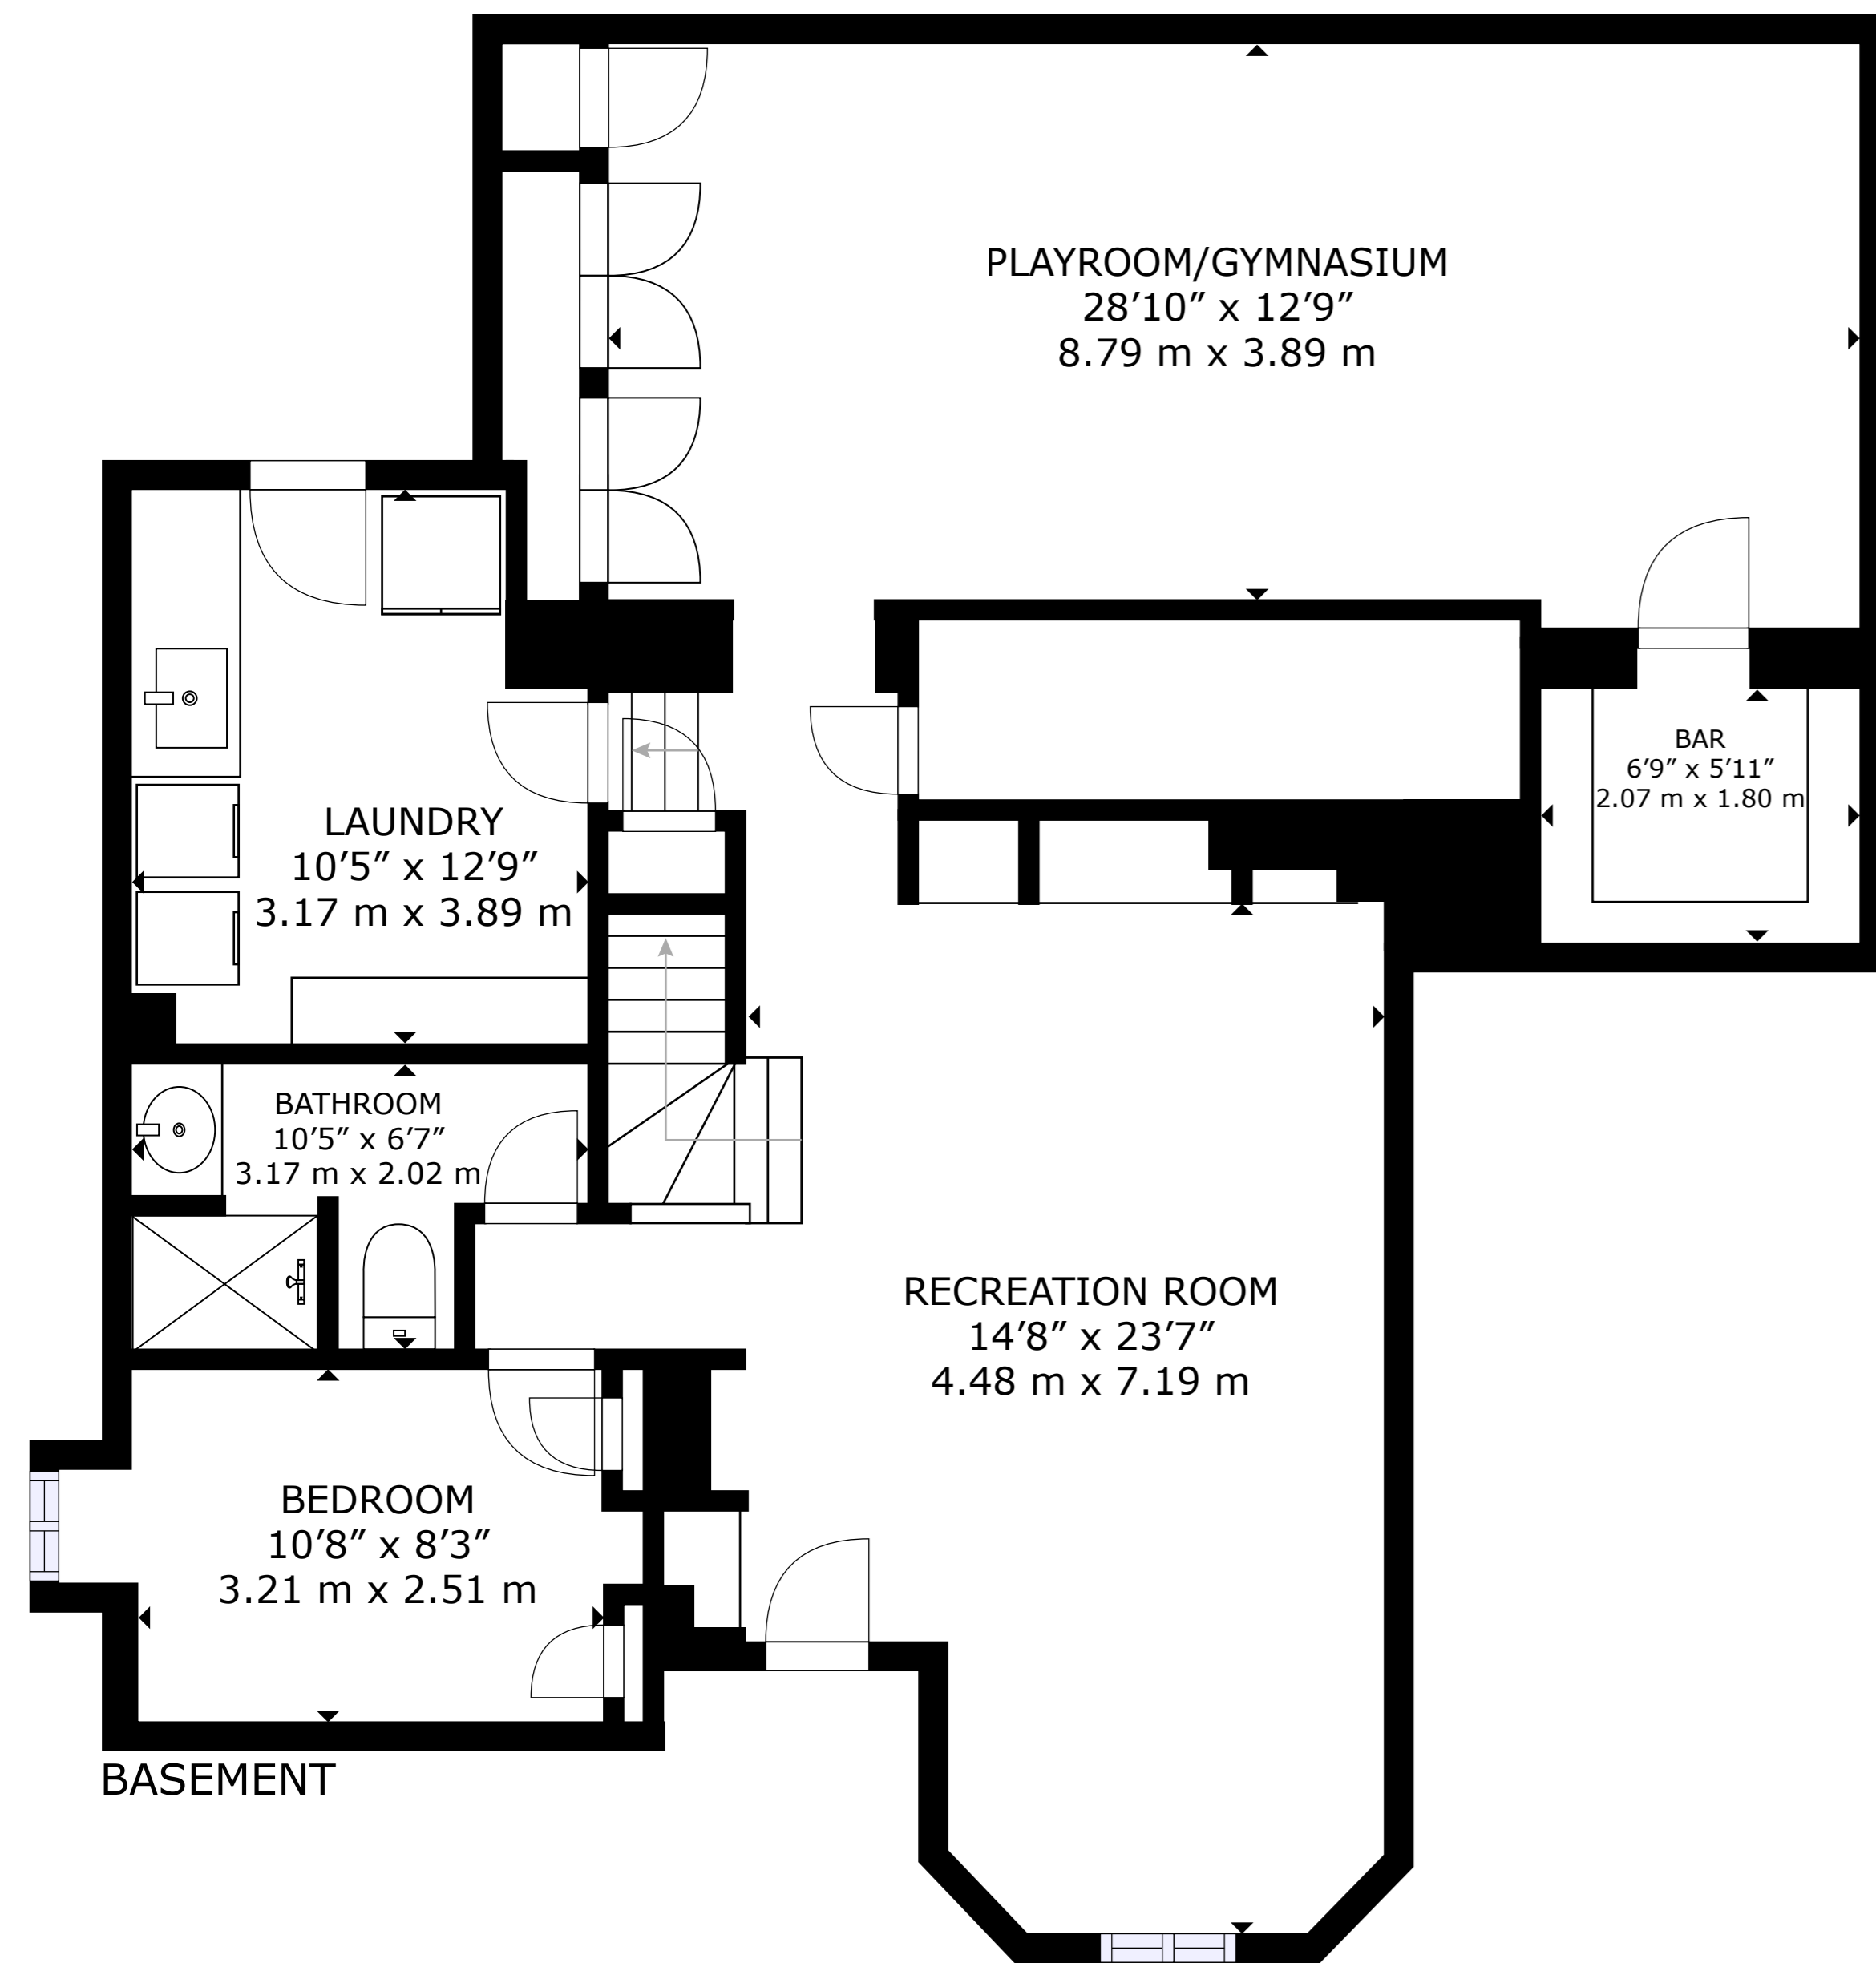 PLAYROOM/GYMNASIUM
28’10” x 12’9”
8.79 m x 3.89 m
BAR
6’9” x 5’11”
2.07 m x 1.80 m
LAUNDRY
10’5” x 12’9”
3.17 m x 3.89 m
BATHROOM
10’5” x 6’7”
3.17 m x 2.02 m
RECREATION ROOM
14’8” x 23’7”
4.48 m x 7.19 m
BEDROOM
10’8” x 8’3”
3.21 m x 2.51 m
BASEMENT